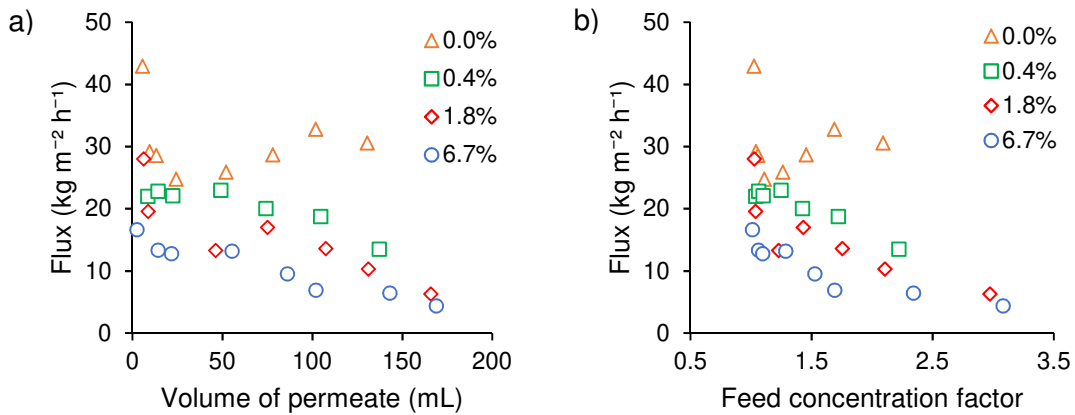 a)
Flux (kg m⁻² h⁻¹)
50
40
30
20
10
0
0 50 100 150 200
Volume of permeate (mL)
0.0%
0.4%
1.8%
6.7%
b)
Flux (kg m⁻² h⁻¹)
50
40
30
20
10
0
0.5 1.5 2.5 3.5
Feed concentration factor
0.0%
0.4%
1.8%
6.7%